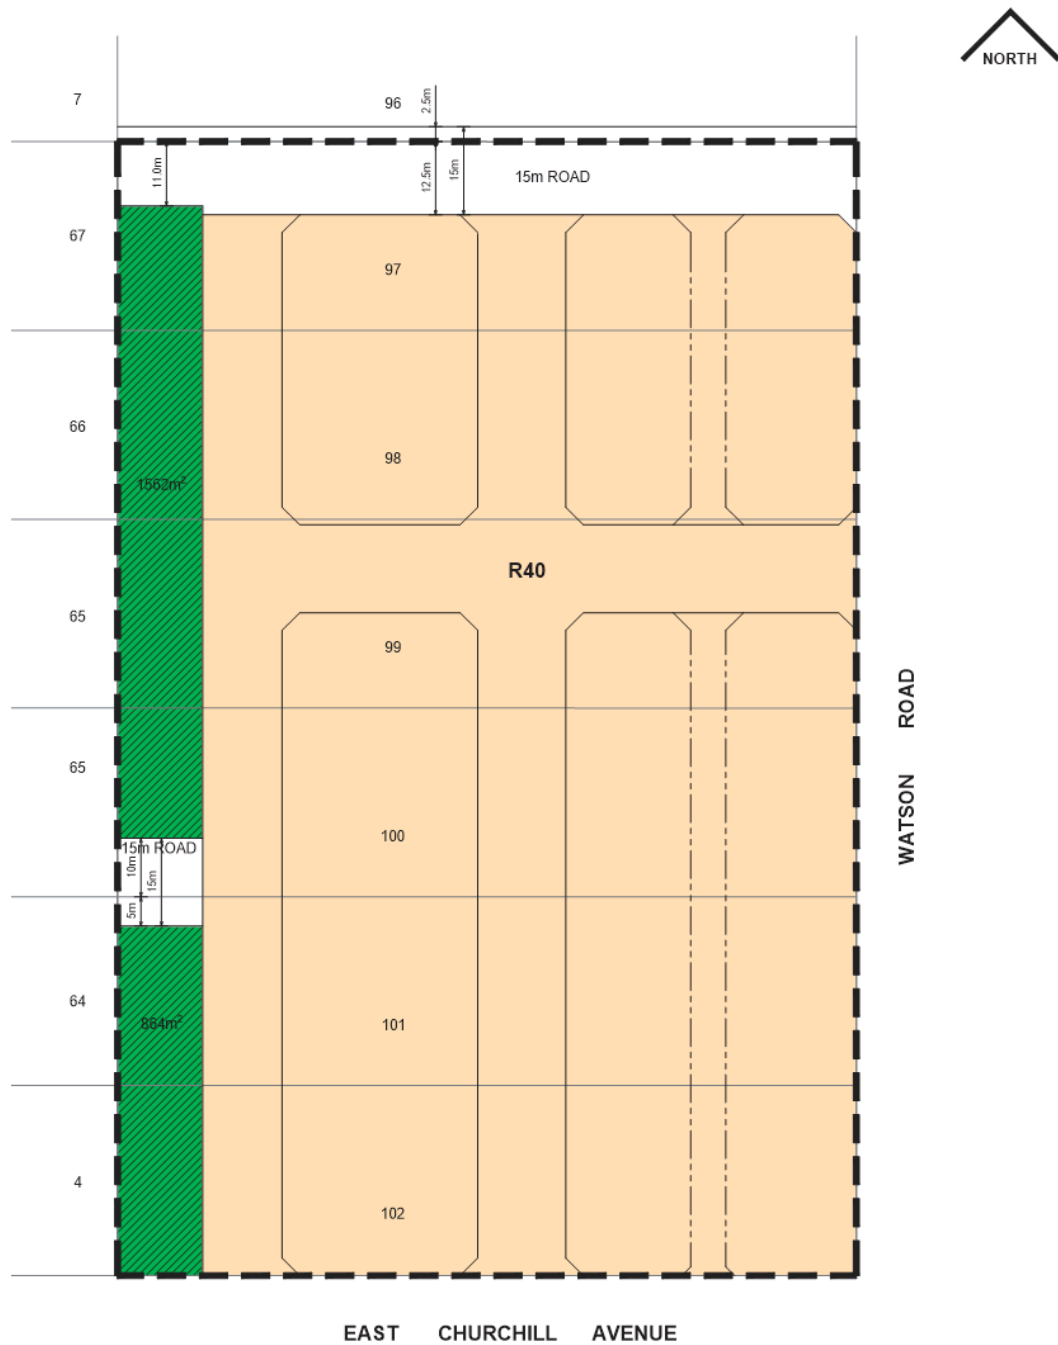 NORTH
7
96
2.5m
11.0m
12.5m
15m
15m ROAD
67
97
66
98
1562m²
R40
65
99
WATSON ROAD
65
100
15m ROAD
10m
15m
5m
64
864m²
101
4
102
EAST CHURCHILL AVENUE